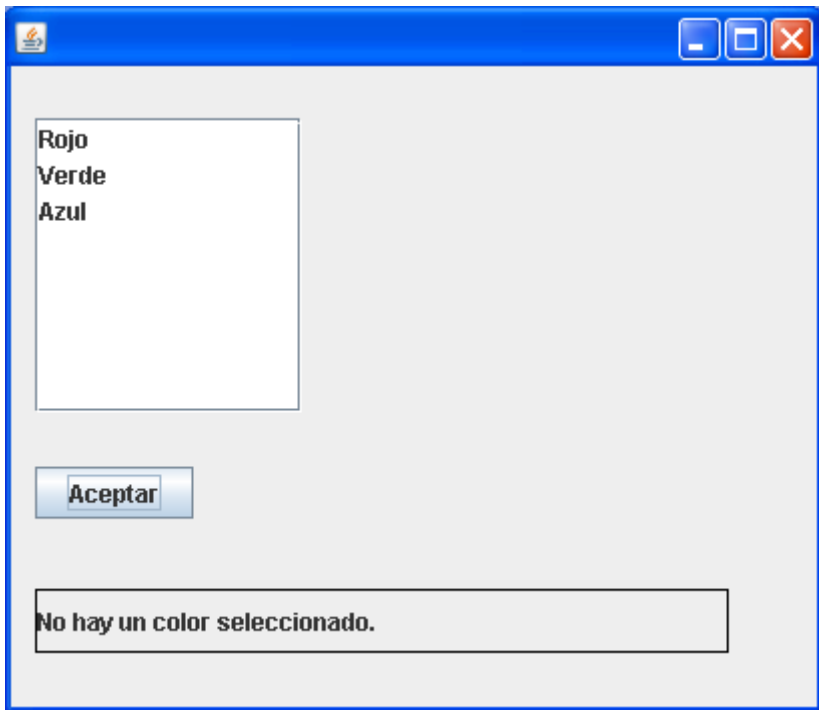 Rojo
Verde
Azul
Aceptar
No hay un color seleccionado.